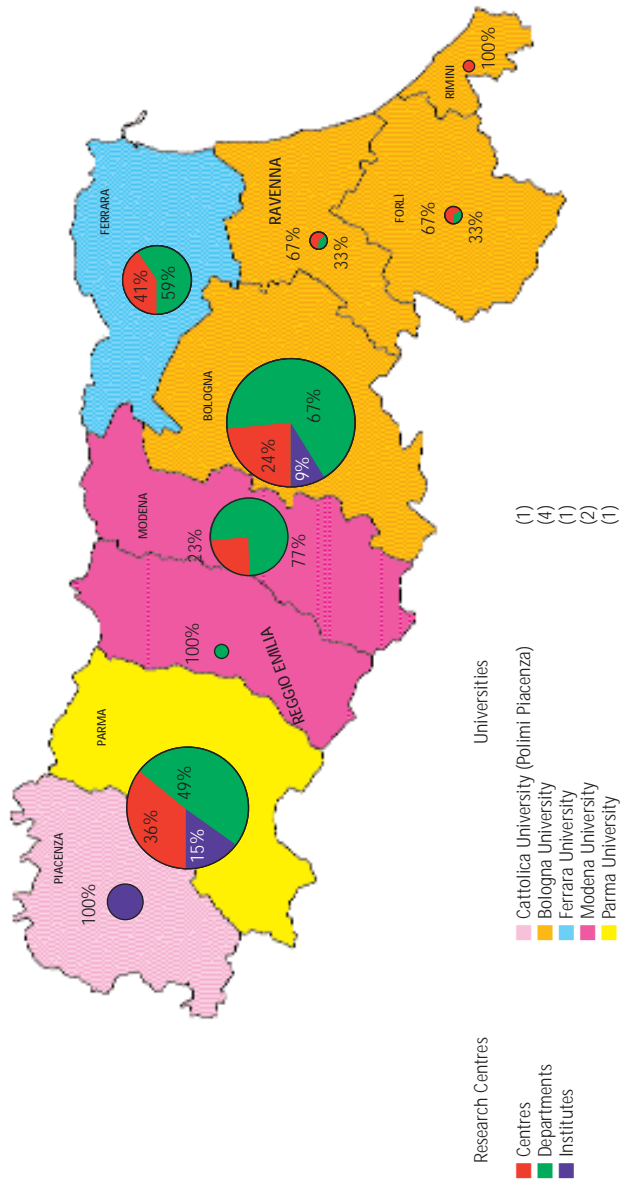 PIACENZA
100%
PARMA
36%
49%
15%
REGGIO EMILIA
100%
MODENA
23%
77%
BOLOGNA
24%
67%
9%
FERRARA
41%
59%
RAVENNA
67%
33%
FORLÌ
67%
33%
RIMINI
100%
Research Centres
Centres
Departments
Institutes
Universities
Cattolica University (Polimi Piacenza) (1)
Bologna University (4)
Ferrara University (1)
Modena University (2)
Parma University (1)